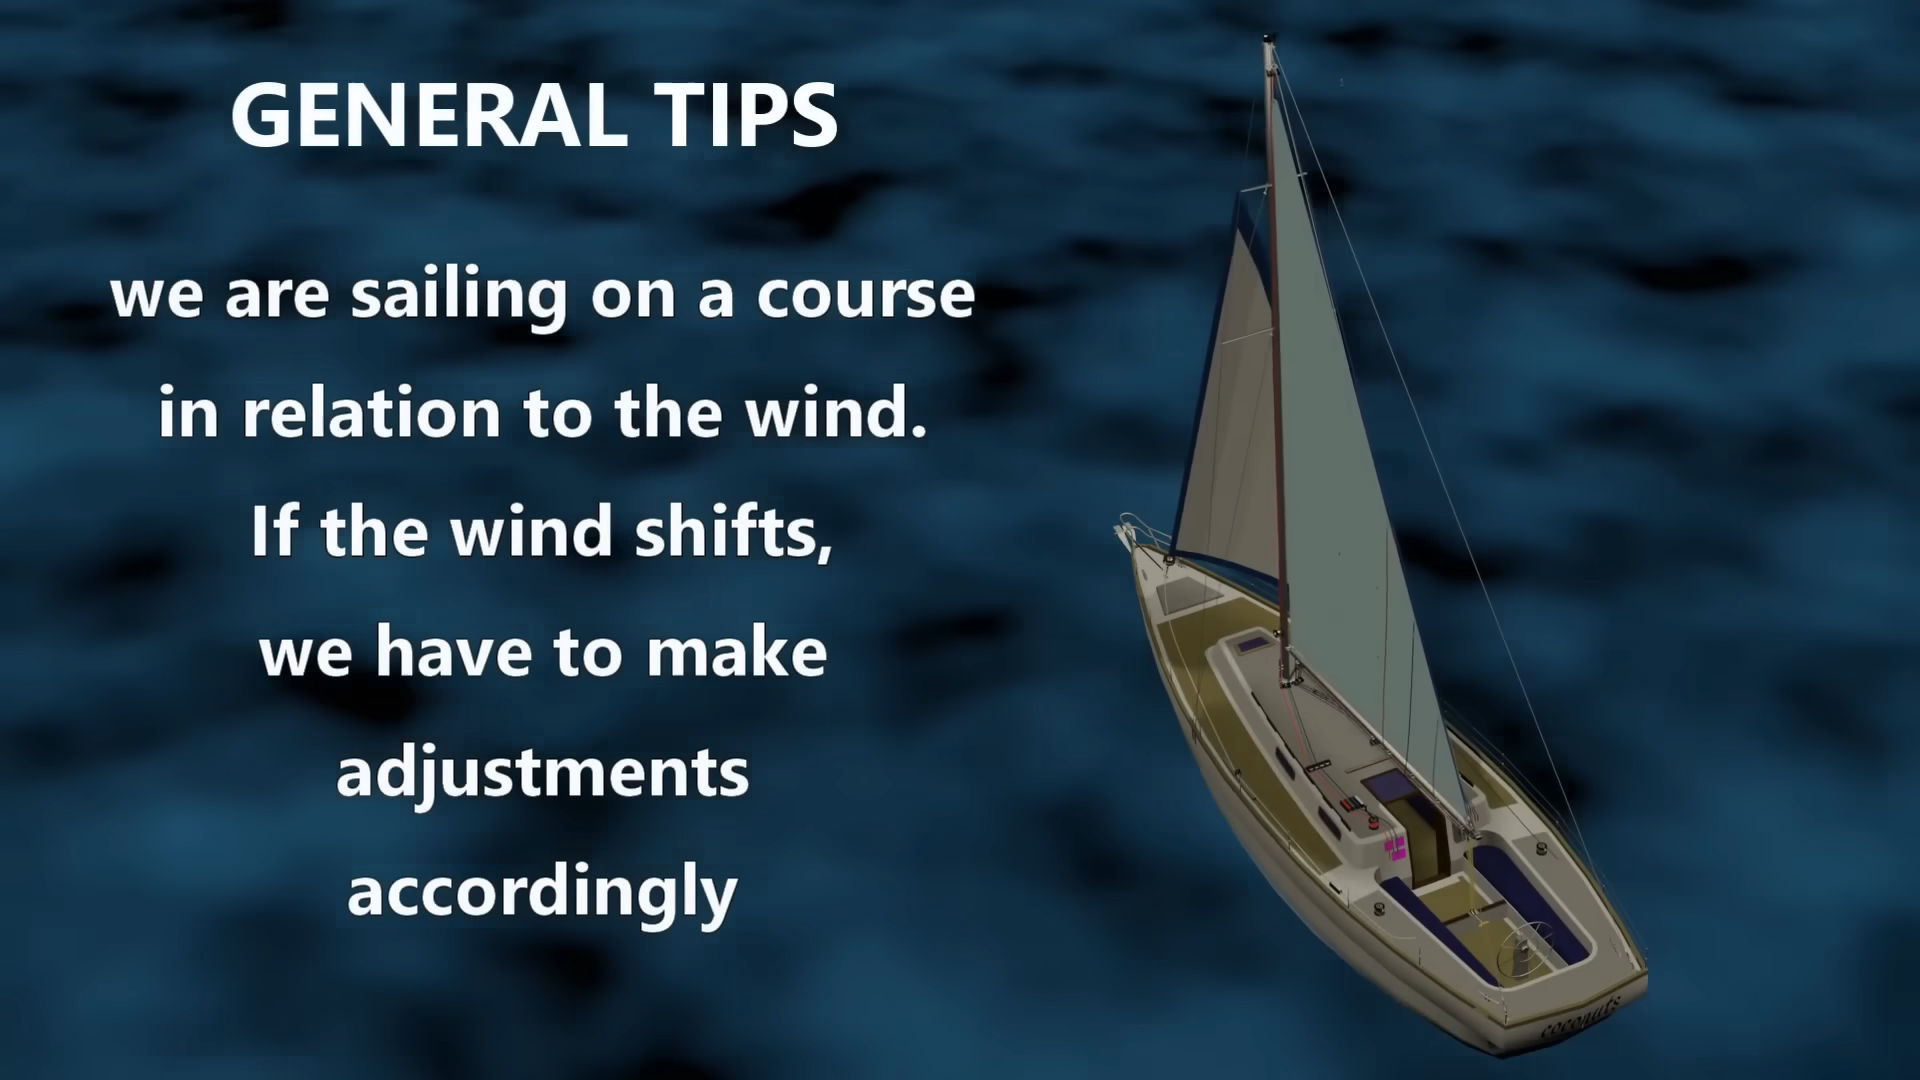 GENERAL TIPS
we are sailing on a course
in relation to the wind.
If the wind shifts,
we have to make
adjustments
accordingly
coconuts